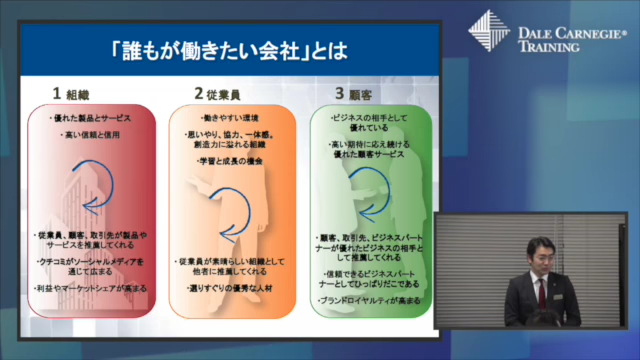 「誰もが働きたい会社」とは
DALE CARNEGIE®
TRAINING
1 組織
・優れた製品とサービス
・高い信頼と信用
・従業員、顧客、取引先が製品や
サービスを推薦してくれる
・クチコミがソーシャルメディアを
通じて広まる
・利益やマーケットシェアが高まる
2 従業員
・働きやすい環境
・思いやり、協力、一体感。
創造力に溢れる組織
・学習と成長の機会
・従業員が素晴らしい組織として
他者に推薦してくれる
・選りすぐりの優秀な人材
3 顧客
・ビジネスの相手として
優れている
・高い期待に応え続ける
優れた顧客サービス
・顧客、取引先、ビジネスパート
ナーが優れたビジネスの相手と
して推薦してくれる
・信頼できるビジネスパート
ナーとしてひっぱりだこである
・ブランドロイヤルティが高まる